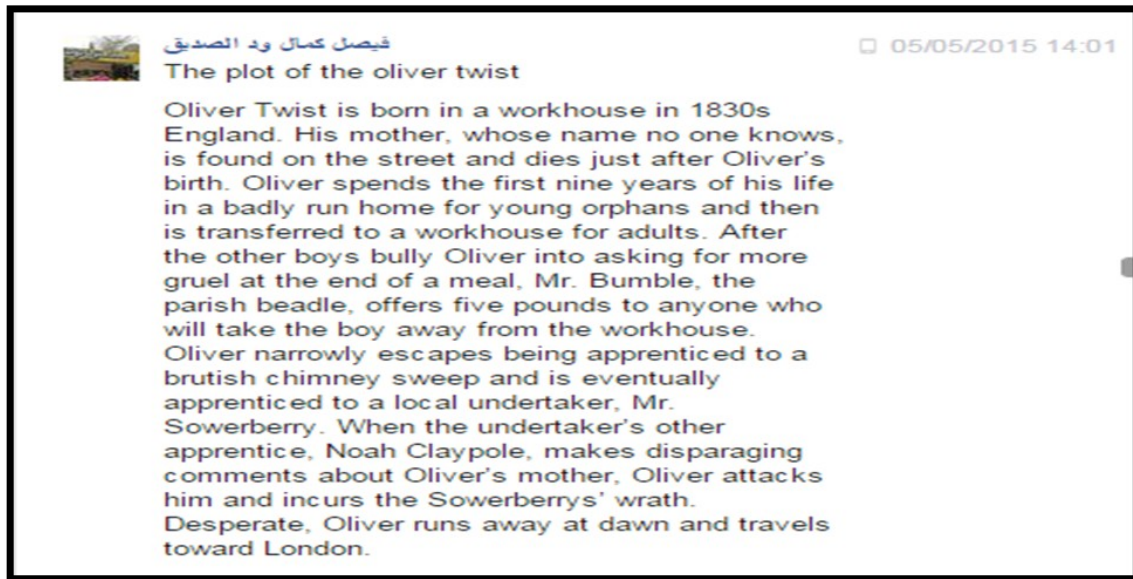 فيصل كمال ود الصديق
05/05/2015 14:01
The plot of the oliver twist
Oliver Twist is born in a workhouse in 1830s
England. His mother, whose name no one knows,
is found on the street and dies just after Oliver's
birth. Oliver spends the first nine years of his life
in a badly run home for young orphans and then
is transferred to a workhouse for adults. After
the other boys bully Oliver into asking for more
gruel at the end of a meal, Mr. Bumble, the
parish beadle, offers five pounds to anyone who
will take the boy away from the workhouse.
Oliver narrowly escapes being apprenticed to a
brutish chimney sweep and is eventually
apprenticed to a local undertaker, Mr.
Sowerberry. When the undertaker's other
apprentice, Noah Claypole, makes disparaging
comments about Oliver's mother, Oliver attacks
him and incurs the Sowerberrys' wrath.
Desperate, Oliver runs away at dawn and travels
toward London.